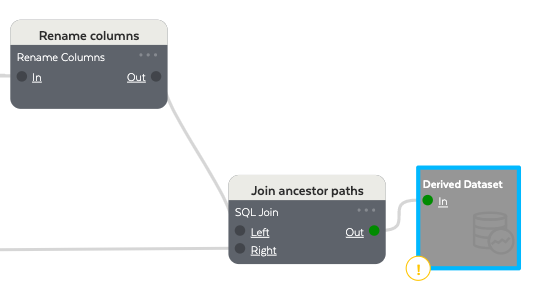 Rename columns
Rename Columns
In
Out
Join ancestor paths
SQL Join
Left
Out
Right
Derived Dataset
In
!